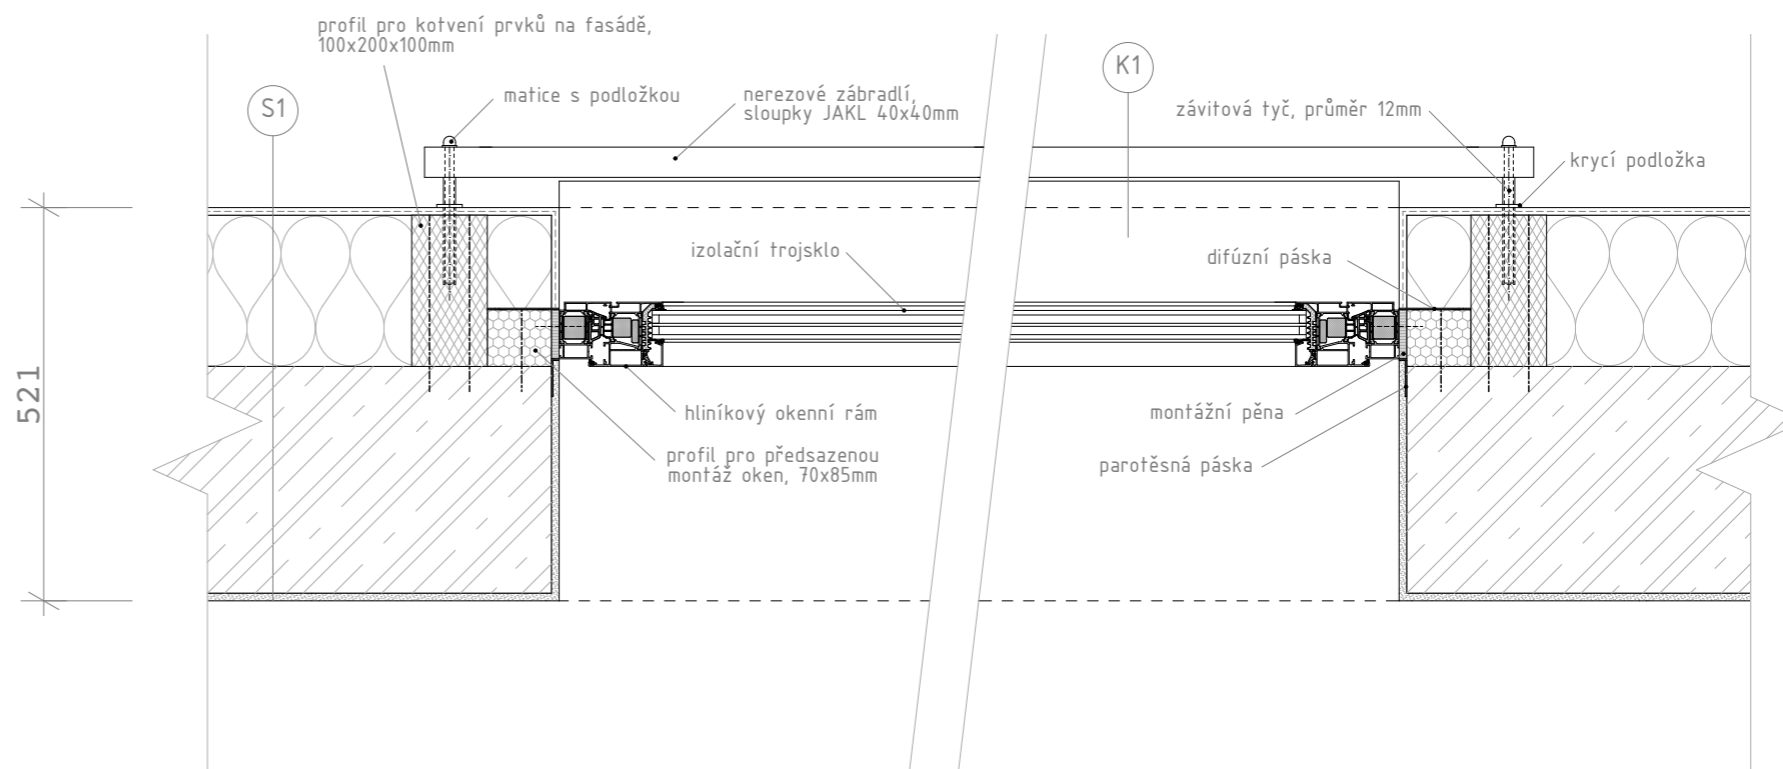 profil pro kotvení prvků na fasádě,
100x200x100mm
S1
matice s podložkou
nerezové zábradlí,
sloupky JAKL 40x40mm
K1
závitová tyč, průměr 12mm
krycí podložka
izolační trojsklo
difúzní páska
521
hliníkový okenní rám
montážní pěna
profil pro předsazenou
montáž oken, 70x85mm
parotěsná páska